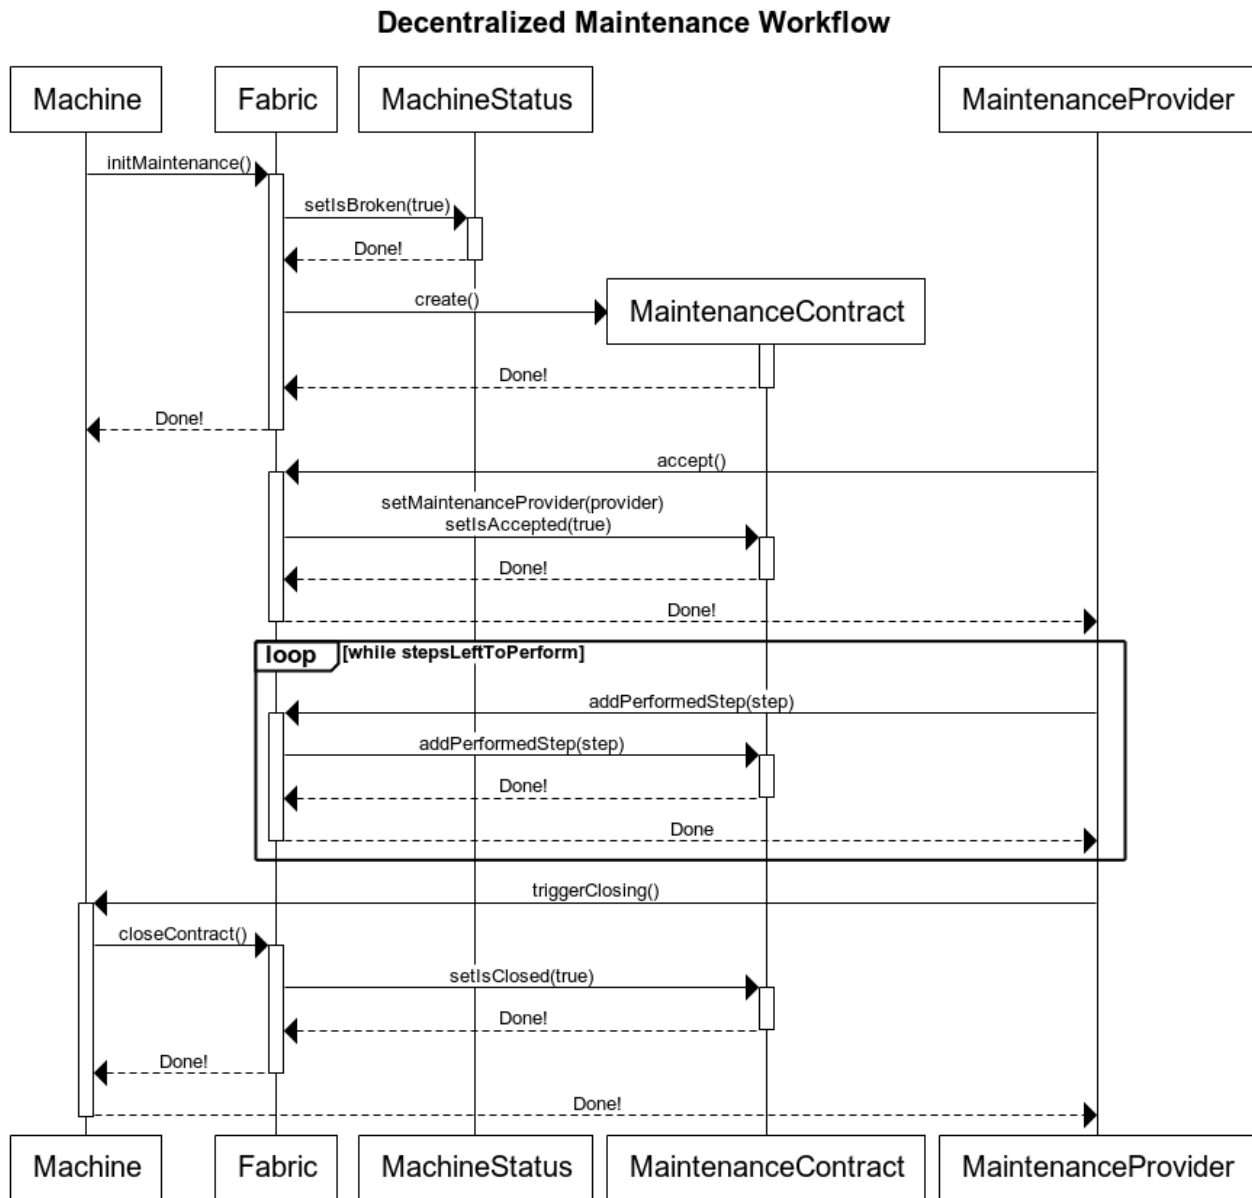 Decentralized Maintenance Workflow
Machine
Fabric
MachineStatus
MaintenanceProvider
initMaintenance()
setIsBroken(true)
Done!
create()
MaintenanceContract
Done!
Done!
accept()
setMaintenanceProvider(provider)
setIsAccepted(true)
Done!
Done!
loop
[while stepsLeftToPerform]
addPerformedStep(step)
addPerformedStep(step)
Done!
Done
triggerClosing()
closeContract()
setIsClosed(true)
Done!
Done!
Done!
Machine
Fabric
MachineStatus
MaintenanceContract
MaintenanceProvider